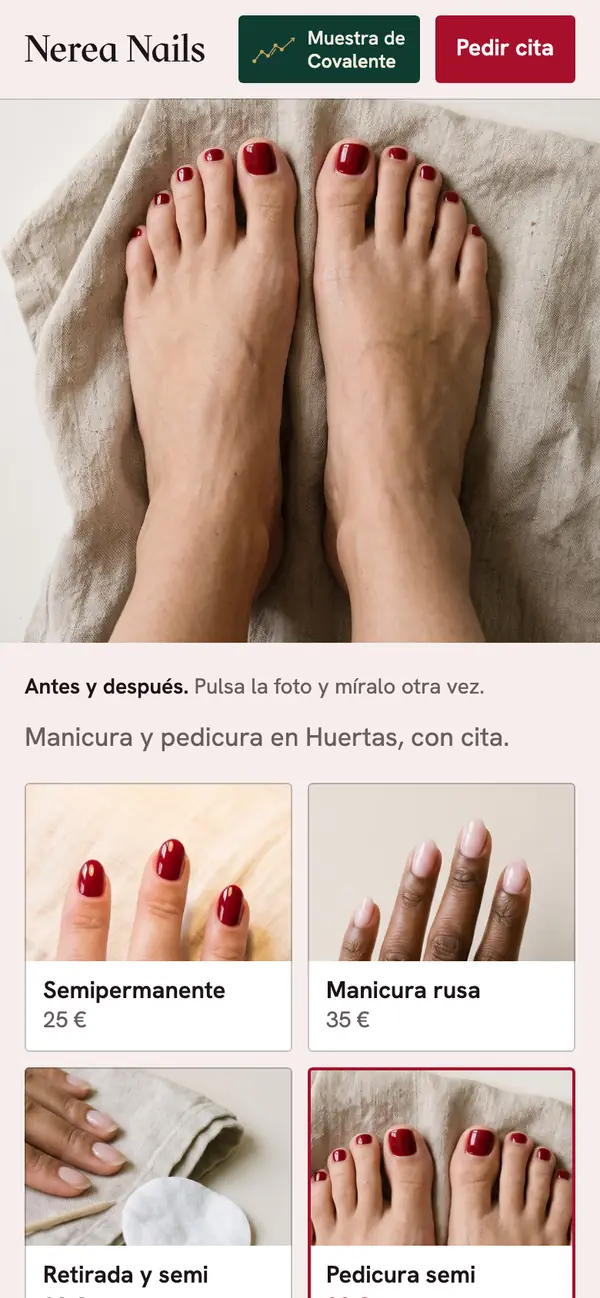 Nerea Nails
Muestra de
Covalente
Pedir cita
Antes y después. Pulsa la foto y míralo otra vez.
Manicura y pedicura en Huertas, con cita.
Semipermanente
25 €
Manicura rusa
35 €
Retirada y semi
Pedicura semi